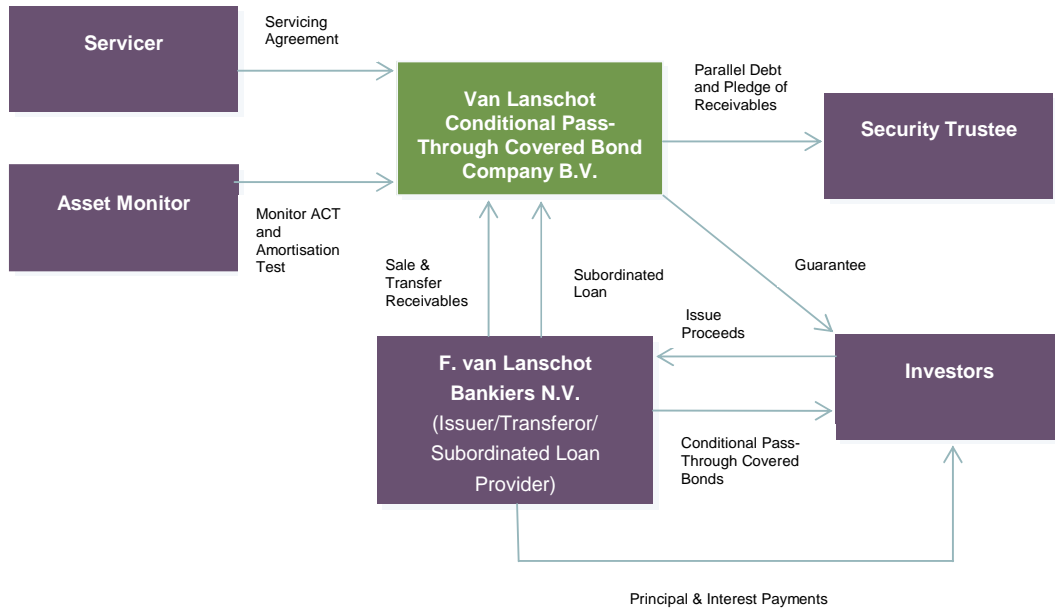 Servicer
Servicing
Agreement
Van Lanschot
Conditional Pass-
Through Covered Bond
Company B.V.
Parallel Debt
and Pledge of
Receivables
Security Trustee
Asset Monitor
Monitor ACT
and
Amortisation
Test
Sale &
Transfer
Receivables
Subordinated
Loan
Guarantee
Issue
Proceeds
F. van Lanschot
Bankiers N.V.
(Issuer/Transferor/
Subordinated Loan
Provider)
Investors
Conditional Pass-
Through Covered
Bonds
Principal & Interest Payments